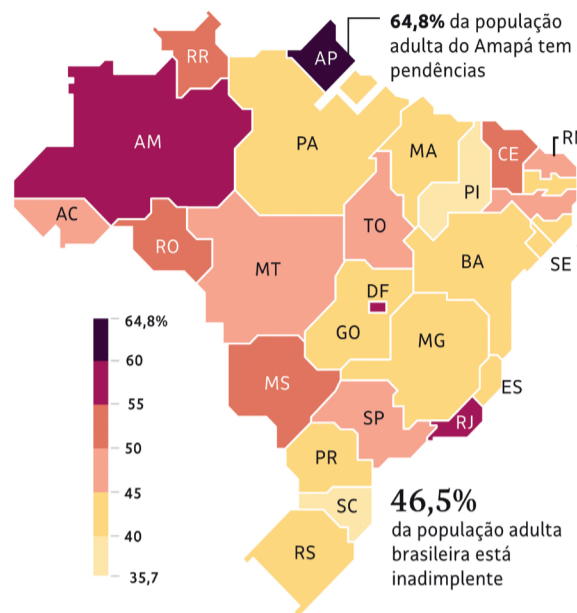 64,8% da população
adulta do Amapá tem
pendências
RR
AP
AM
PA
MA
CE
PI
AC
RO
TO
MT
BA
SE
DF
GO
MG
ES
MS
SP
RJ
PR
SC
RS
64,8%
60
55
50
45
40
35,7
46,5%
da população adulta
brasileira está
inadimplente